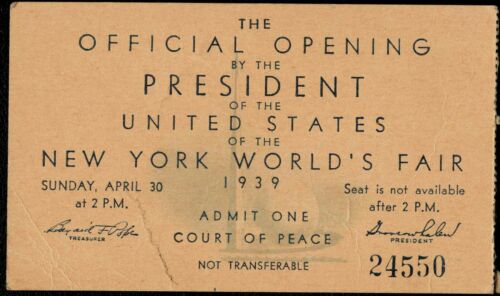 THE
OFFICIAL OPENING
BY THE
PRESIDENT
OF THE
UNITED STATES
OF THE
NEW YORK WORLD'S FAIR
1939
SUNDAY, APRIL 30
at 2 P.M.
Seat is not available
after 2 P.M.
ADMIT ONE
COURT OF PEACE
NOT TRANSFERABLE
TREASURER
PRESIDENT
24550